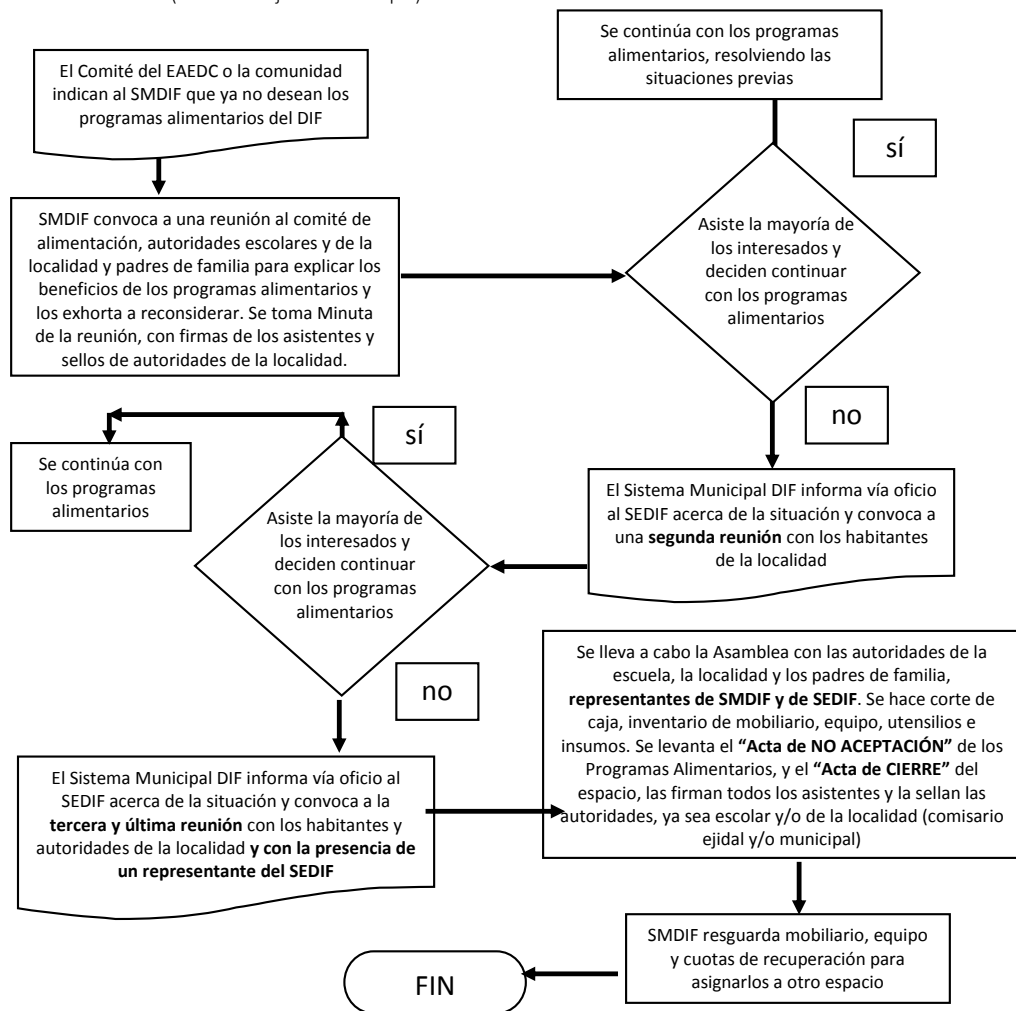 El Comité del EAEDC o la comunidad
indican al SMDIF que ya no desean los
programas alimentarios del DIF
Se continúa con los programas
alimentarios, resolviendo las
situaciones previas
sí
SMDIF convoca a una reunión al comité de
alimentación, autoridades escolares y de la
localidad y padres de familia para explicar los
beneficios de los programas alimentarios y
los exhorta a reconsiderar. Se toma Minuta
de la reunión, con firmas de los asistentes y
sellos de autoridades de la localidad.
Asiste la mayoría de
los interesados y
deciden continuar
con los programas
alimentarios
no
sí
Se continúa con
los programas
alimentarios
Asiste la mayoría de
los interesados y
deciden continuar
con los programas
alimentarios
El Sistema Municipal DIF informa vía oficio
al SEDIF acerca de la situación y convoca a
una segunda reunión con los habitantes
de la localidad
no
Se lleva a cabo la Asamblea con las autoridades de la
escuela, la localidad y los padres de familia,
representantes de SMDIF y de SEDIF. Se hace corte de
caja, inventario de mobiliario, equipo, utensilios e
insumos. Se levanta el “Acta de NO ACEPTACIÓN” de los
Programas Alimentarios, y el “Acta de CIERRE” del
espacio, las firman todos los asistentes y la sellan las
autoridades, ya sea escolar y/o de la localidad (comisario
ejidal y/o municipal)
El Sistema Municipal DIF informa vía oficio al
SEDIF acerca de la situación y convoca a la
tercera y última reunión con los habitantes y
autoridades de la localidad y con la presencia de
un representante del SEDIF
SMDIF resguarda mobiliario, equipo
y cuotas de recuperación para
asignarlos a otro espacio
FIN